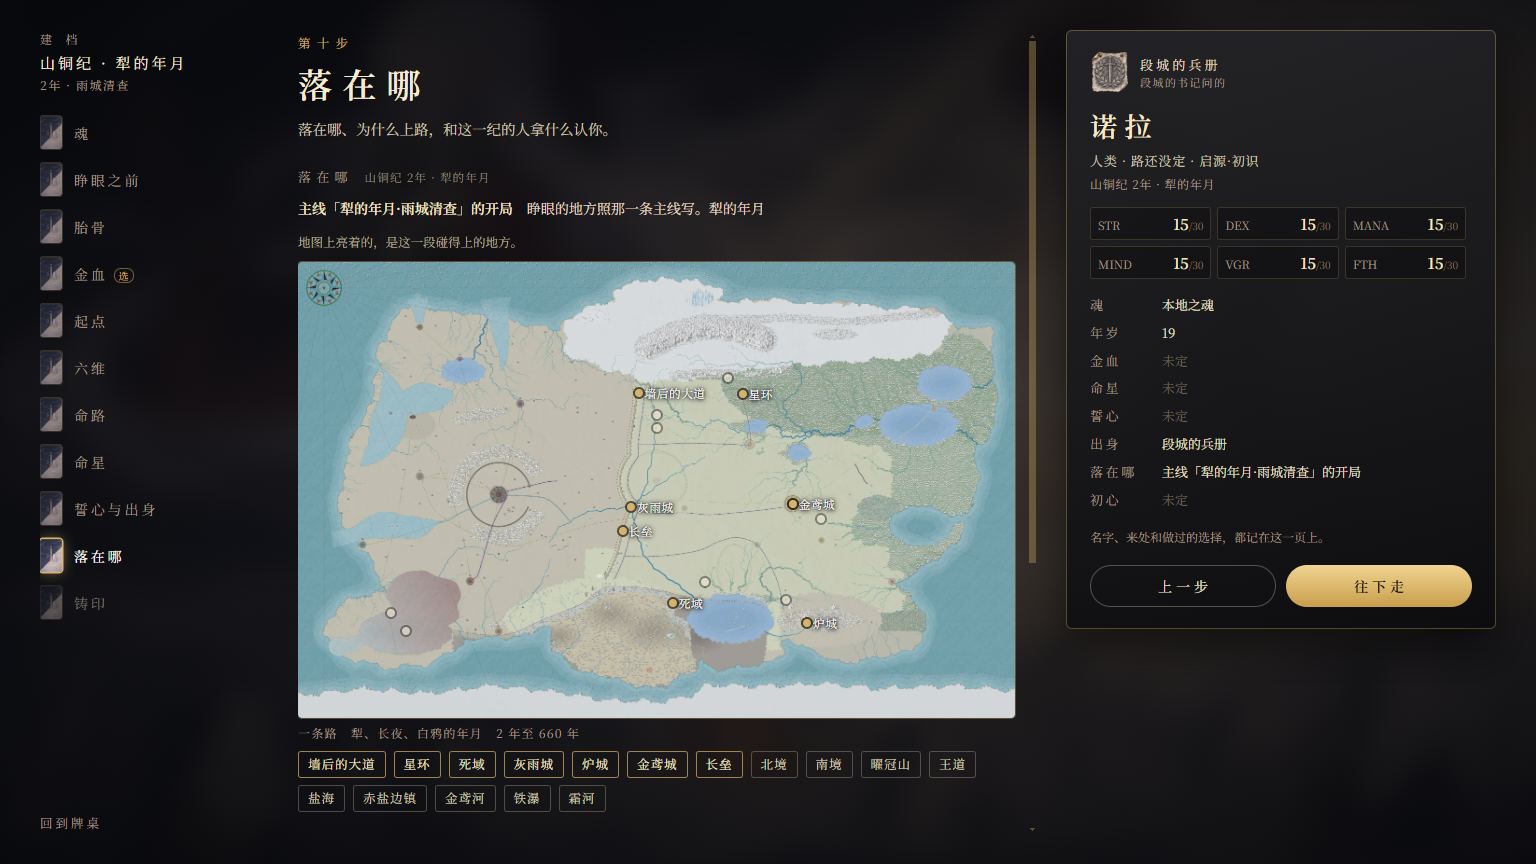 建 档
山铜纪 · 犁的年月
2年 · 雨城清查
魂
睁眼之前
胎骨
金血 选
起点
六维
命路
命星
誓心与出身
落在哪
铸印
回到牌桌
第十步
落在哪
落在哪、为什么上路，和这一纪的人拿什么认你。
落在哪 山铜纪 2年 · 犁的年月
主线「犁的年月·雨城清查」的开局 睁眼的地方照那一条主线写。犁的年月
地图上亮着的，是这一段碰得上的地方。
墙后的大道
星环
灰雨城
金鸢城
长垒
死域
炉城
一条路 犁、长夜、白鸦的年月 2 年至 660 年
墙后的大道 星环 死域 灰雨城 炉城 金鸢城 长垒 北境 南境 曜冠山 王道
盐海 赤盐边镇 金鸢河 铁瀑 霜河
段城的兵册
段城的书记问的
诺拉
人类 · 路还没定 · 启源·初识
山铜纪 2年 · 犁的年月
STR 15/30 DEX 15/30 MANA 15/30
MIND 15/30 VGR 15/30 FTH 15/30
魂 本地之魂
年岁 19
金血 未定
命星 未定
誓心 未定
出身 段城的兵册
落在哪 主线「犁的年月·雨城清查」的开局
初心 未定
名字、来处和做过的选择，都记在这一页上。
上一步 往下走